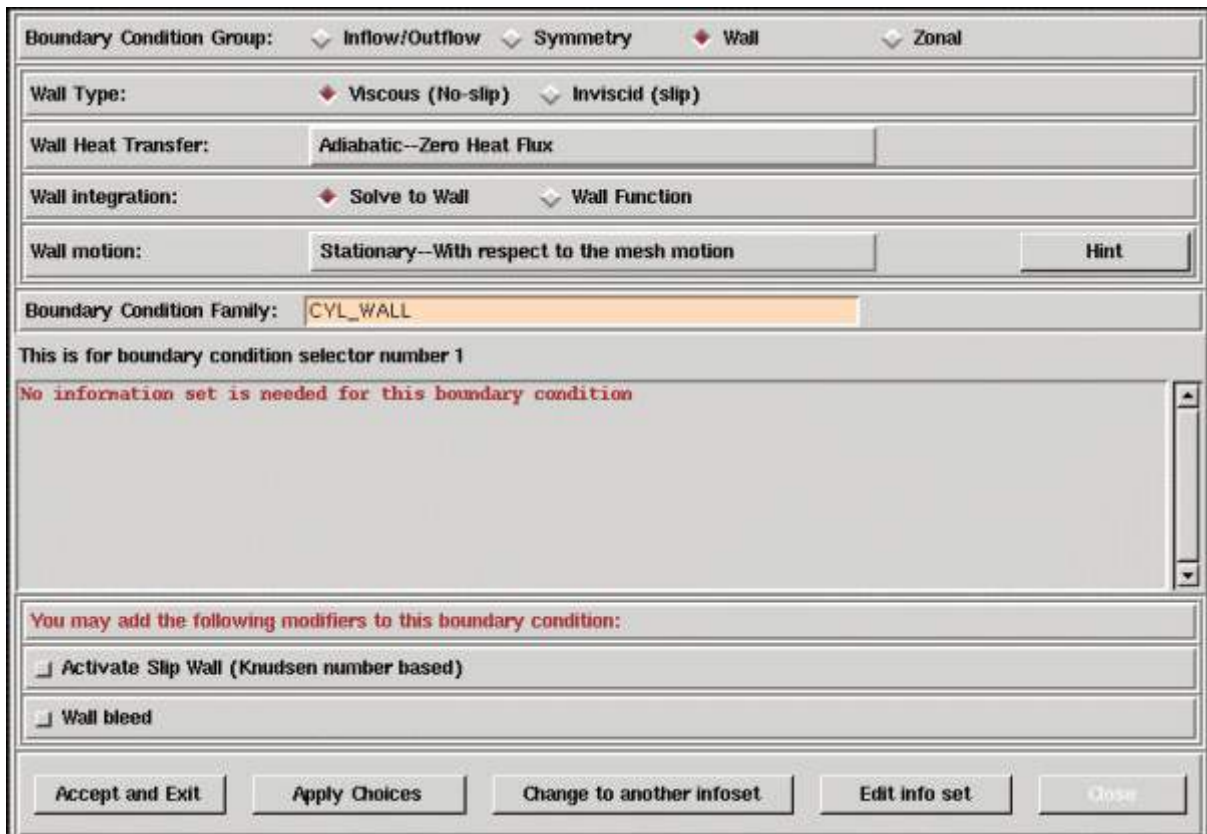 Boundary Condition Group: Inflow/Outflow Symmetry Wall Zonal
Wall Type: Viscous (No-slip) Inviscid (slip)
Wall Heat Transfer: Adiabatic--Zero Heat Flux
Wall integration: Solve to Wall Wall Function
Wall motion: Stationary--With respect to the mesh motion Hint
Boundary Condition Family: CYL_WALL
This is for boundary condition selector number 1
No information set is needed for this boundary condition
You may add the following modifiers to this boundary condition:
Activate Slip Wall (Knudsen number based)
Wall bleed
Accept and Exit Apply Choices Change to another infoset Edit info set Close